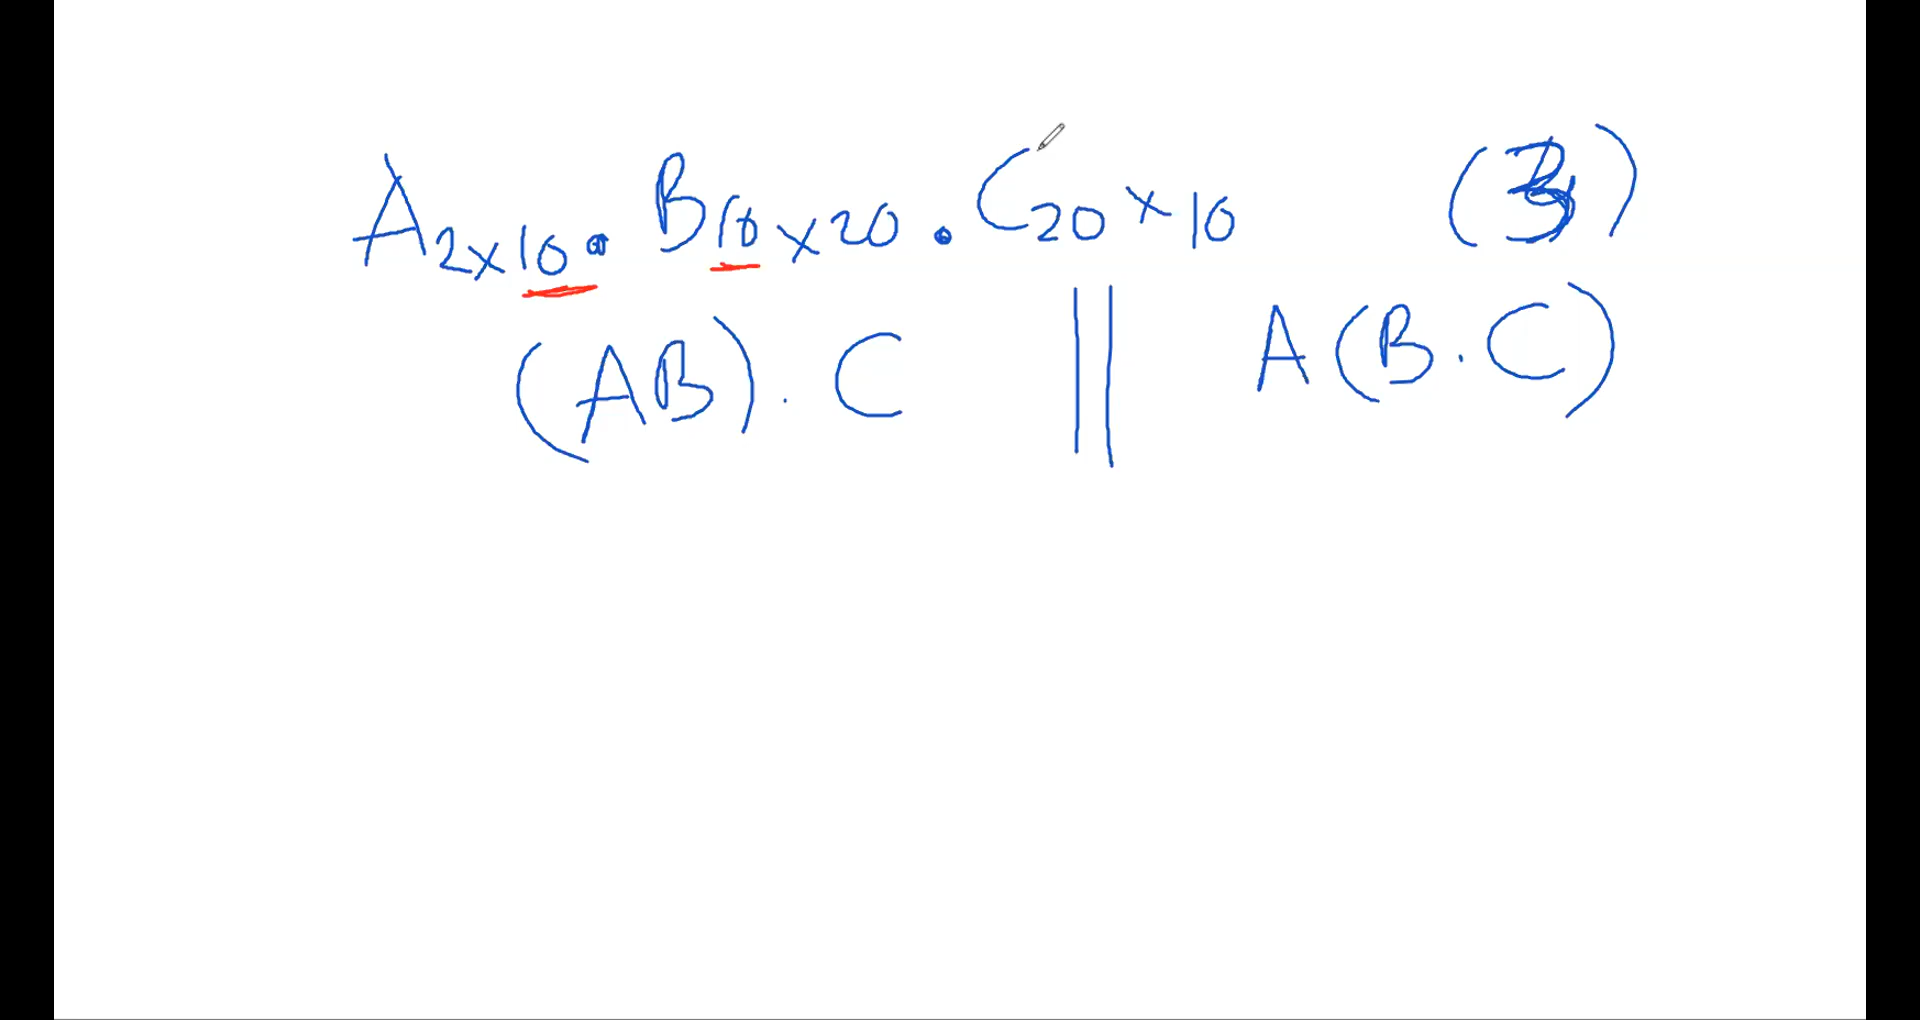 A₂ₓ₁₀ . B₁₀ₓ₂₀ . C₂₀ₓ₁₀ (3)
(AB) . C || A(B . C)